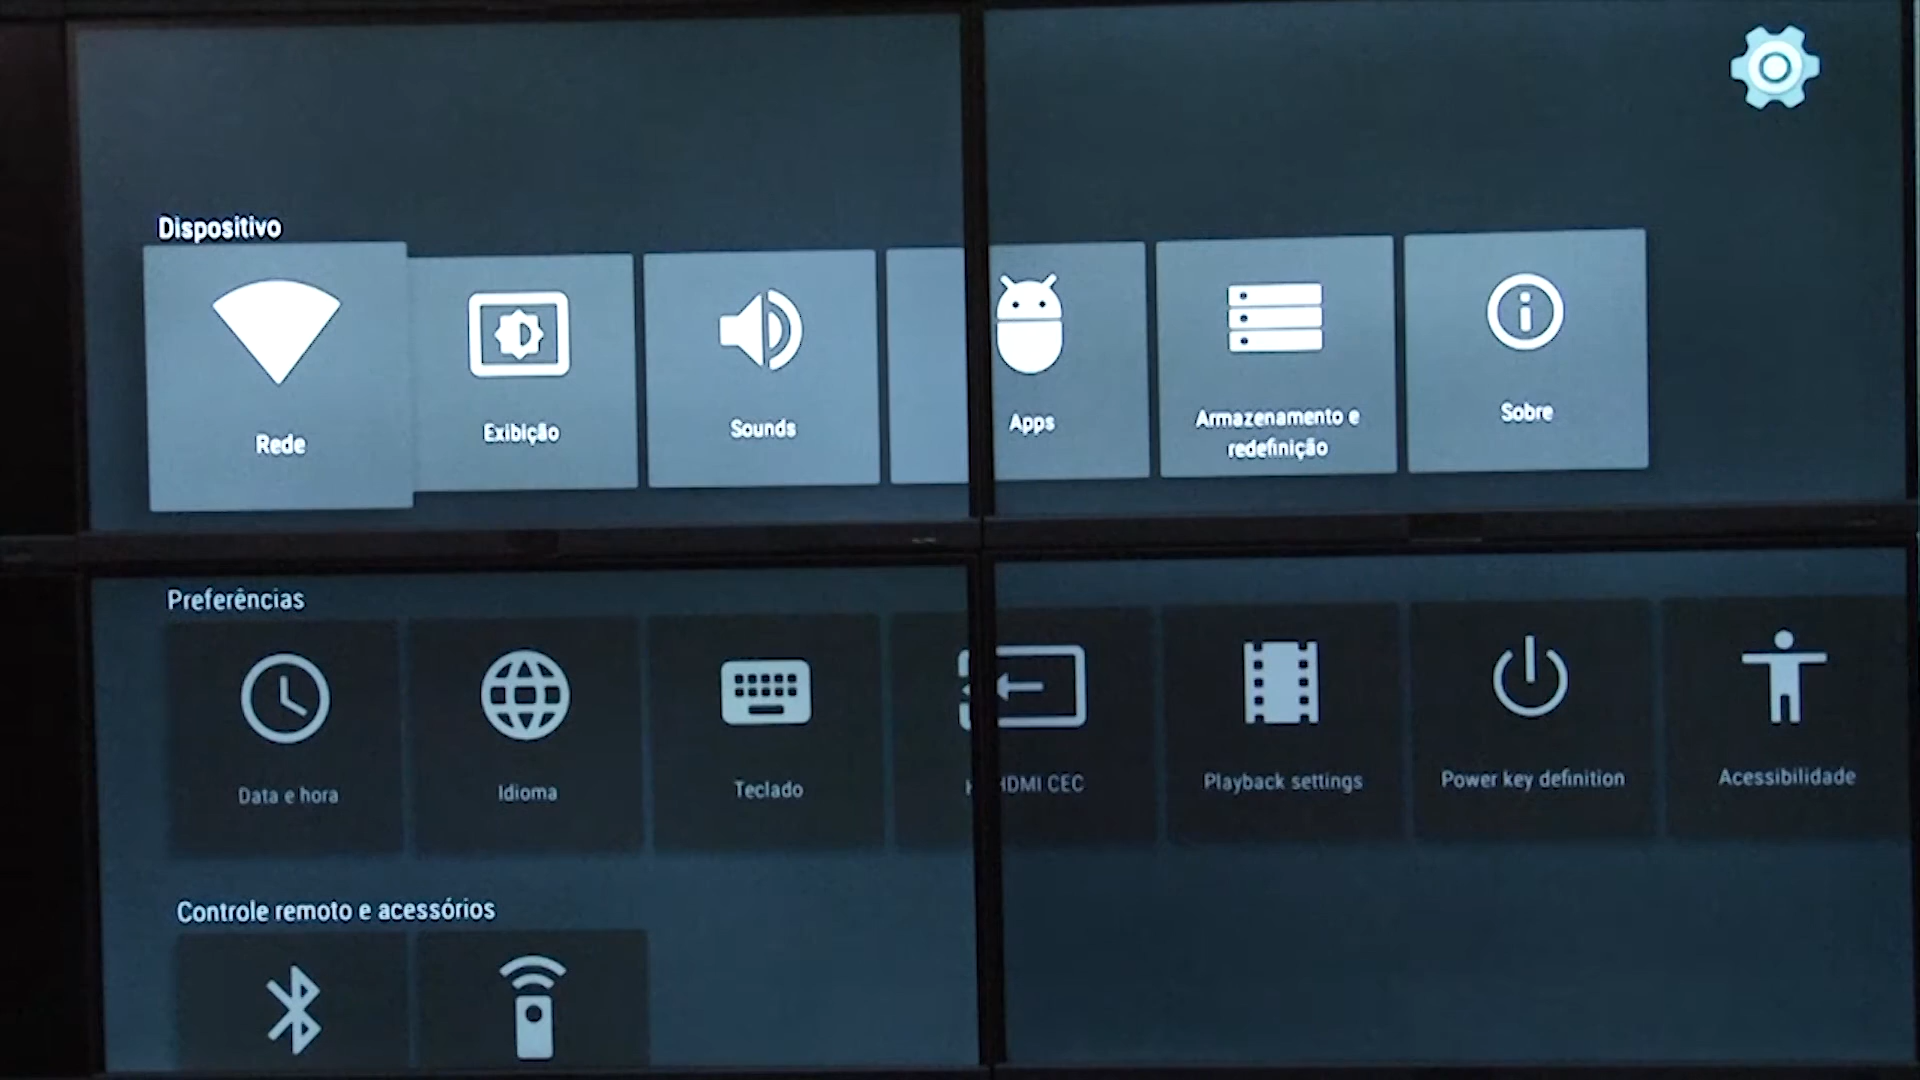 Dispositivo
Rede
Exibição
Sounds
Apps
Armazenamento e
redefinição
Sobre
Preferências
Data e hora
Idioma
Teclado
HDMI CEC
Playback settings
Power key definition
Acessibilidade
Controle remoto e acessórios